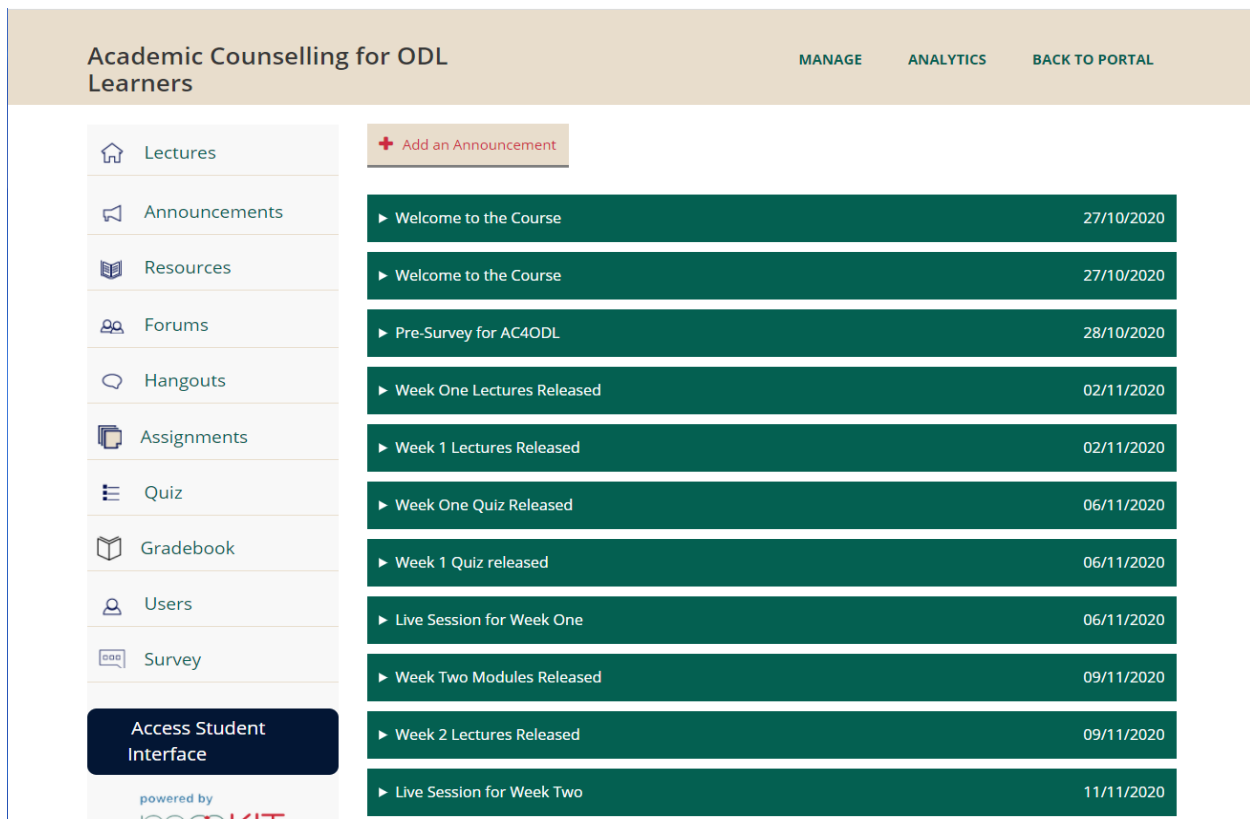 Academic Counselling for ODL
Learners
MANAGE ANALYTICS BACK TO PORTAL
Lectures
Announcements
Resources
Forums
Hangouts
Assignments
Quiz
Gradebook
Users
Survey
Access Student
Interface
powered by
Add an Announcement
Welcome to the Course 27/10/2020
Welcome to the Course 27/10/2020
Pre-Survey for AC4ODL 28/10/2020
Week One Lectures Released 02/11/2020
Week 1 Lectures Released 02/11/2020
Week One Quiz Released 06/11/2020
Week 1 Quiz released 06/11/2020
Live Session for Week One 06/11/2020
Week Two Modules Released 09/11/2020
Week 2 Lectures Released 09/11/2020
Live Session for Week Two 11/11/2020